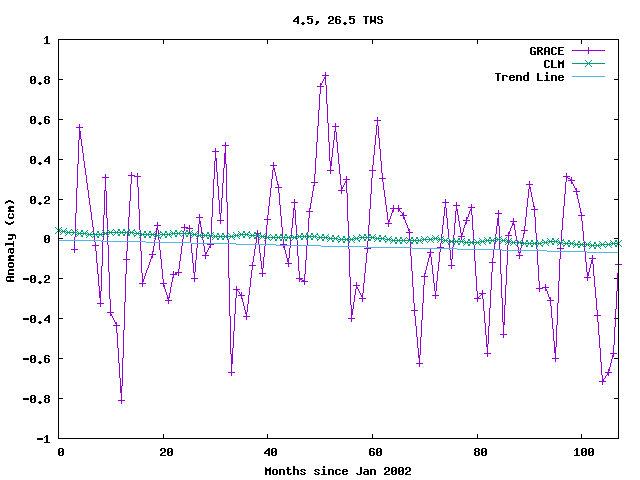 4.5, 26.5 TWS
GRACE
CLM
Trend Line
1
0.8
0.6
0.4
0.2
0
-0.2
-0.4
-0.6
-0.8
-1
Anomaly (cm)
0 20 40 60 80 100
Months since Jan 2002